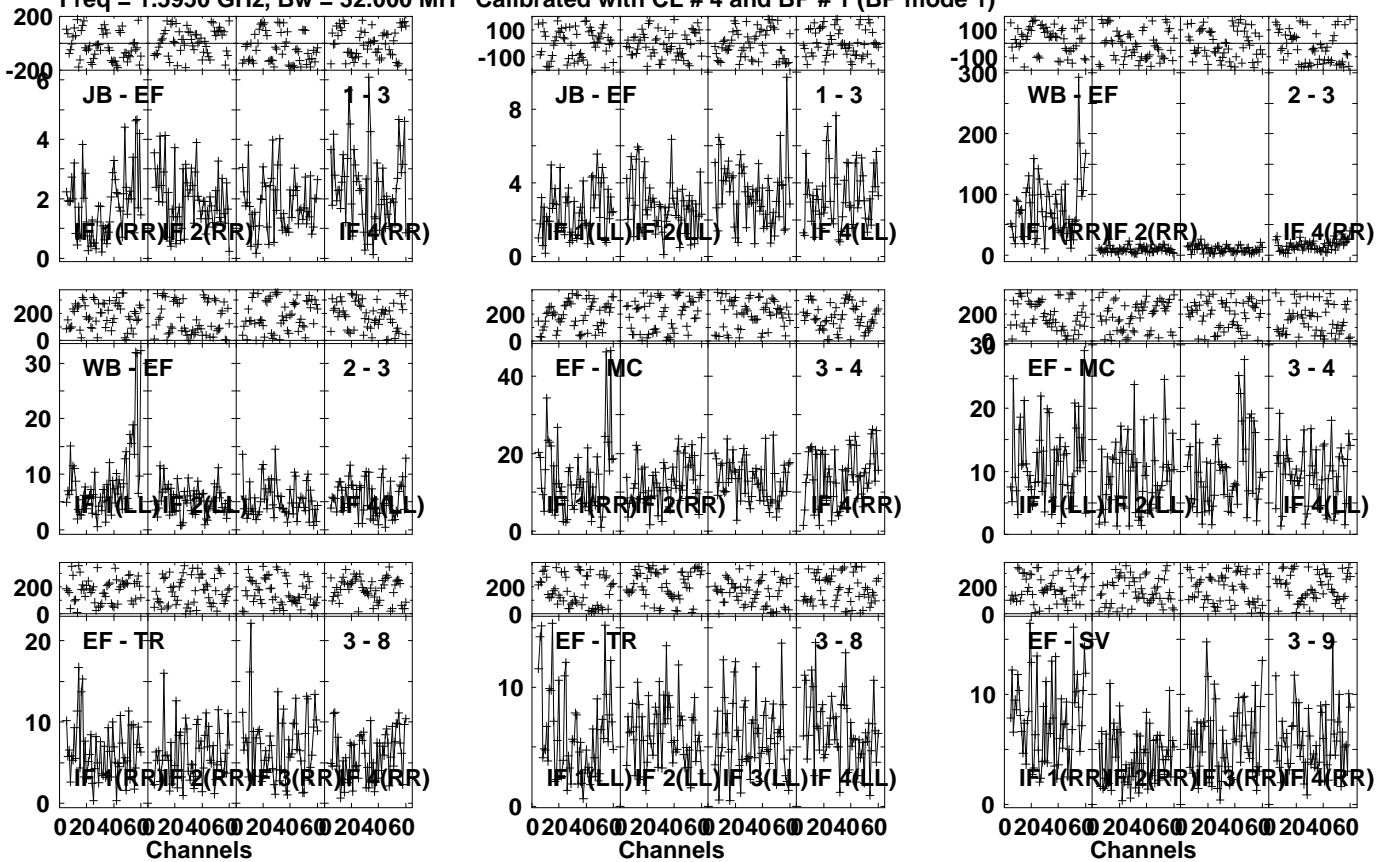 Freq = 1.5950 GHz, Bw = 32.000 MH Calibrated with CL # 4 and BP # 1 (BP mode 1)
200
-200
6
4
2
0
JB - EF
1 - 3
IF 1(RR)
IF 2(RR)
IF 4(RR)
100
-100
8
4
0
JB - EF
1 - 3
IF 1(LL)
IF 2(LL)
IF 4(LL)
100
-100
300
200
100
0
WB - EF
2 - 3
IF 1(RR)
IF 2(RR)
IF 4(RR)
200
0
30
20
10
0
WB - EF
2 - 3
IF 1(LL)
IF 2(LL)
IF 4(LL)
200
0
40
20
0
EF - MC
3 - 4
IF 1(RR)
IF 2(RR)
IF 4(RR)
200
0
30
20
10
0
EF - MC
3 - 4
IF 1(LL)
IF 2(LL)
IF 4(LL)
200
0
20
10
0
EF - TR
3 - 8
IF 1(RR)
IF 2(RR)
IF 3(RR)
IF 4(RR)
0 20 40 60 0 20 40 60 0 20 40 60 0 20 40 60
Channels
200
0
10
0
EF - TR
3 - 8
IF 1(LL)
IF 2(LL)
IF 3(LL)
IF 4(LL)
0 20 40 60 0 20 40 60 0 20 40 60 0 20 40 60
Channels
200
0
10
0
EF - SV
3 - 9
IF 1(RR)
IF 2(RR)
IF 3(RR)
IF 4(RR)
0 20 40 60 0 20 40 60 0 20 40 60 0 20 40 60
Channels